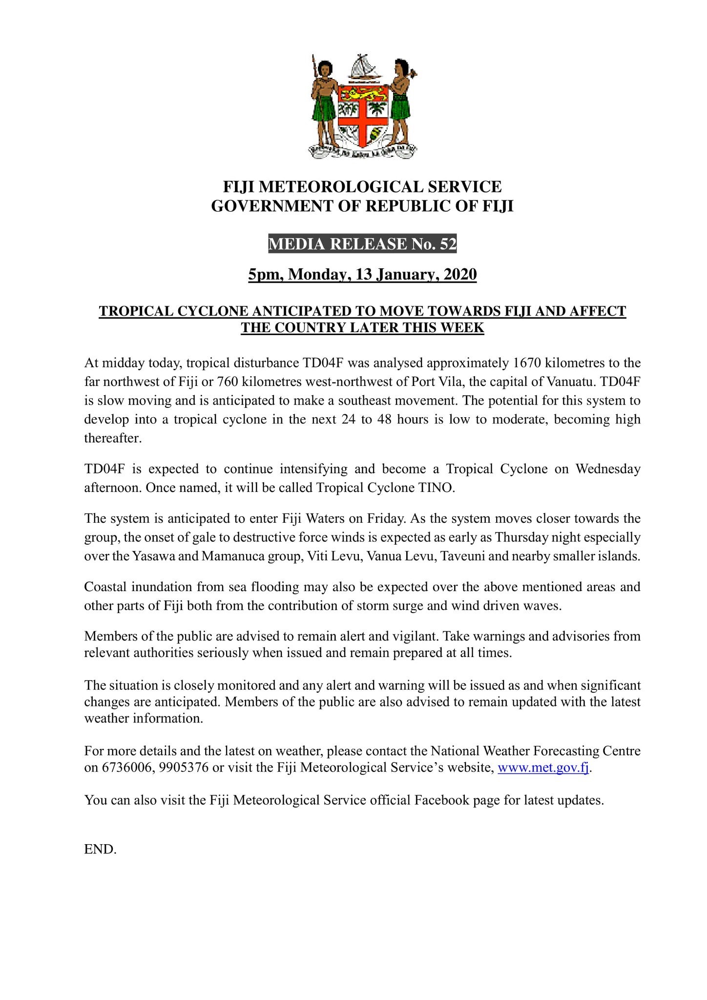 FIJI METEOROLOGICAL SERVICE
GOVERNMENT OF REPUBLIC OF FIJI
MEDIA RELEASE No. 52
5pm, Monday, 13 January, 2020
TROPICAL CYCLONE ANTICIPATED TO MOVE TOWARDS FIJI AND AFFECT
THE COUNTRY LATER THIS WEEK
At midday today, tropical disturbance TD04F was analysed approximately 1670 kilometres to the
far northwest of Fiji or 760 kilometres west-northwest of Port Vila, the capital of Vanuatu. TD04F
is slow moving and is anticipated to make a southeast movement. The potential for this system to
develop into a tropical cyclone in the next 24 to 48 hours is low to moderate, becoming high
thereafter.
TD04F is expected to continue intensifying and become a Tropical Cyclone on Wednesday
afternoon. Once named, it will be called Tropical Cyclone TINO.
The system is anticipated to enter Fiji Waters on Friday. As the system moves closer towards the
group, the onset of gale to destructive force winds is expected as early as Thursday night especially
over the Yasawa and Mamanuca group, Viti Levu, Vanua Levu, Taveuni and nearby smaller islands.
Coastal inundation from sea flooding may also be expected over the above mentioned areas and
other parts of Fiji both from the contribution of storm surge and wind driven waves.
Members of the public are advised to remain alert and vigilant. Take warnings and advisories from
relevant authorities seriously when issued and remain prepared at all times.
The situation is closely monitored and any alert and warning will be issued as and when significant
changes are anticipated. Members of the public are also advised to remain updated with the latest
weather information.
For more details and the latest on weather, please contact the National Weather Forecasting Centre
on 6736006, 9905376 or visit the Fiji Meteorological Service’s website, www.met.gov.fj.
You can also visit the Fiji Meteorological Service official Facebook page for latest updates.
END.